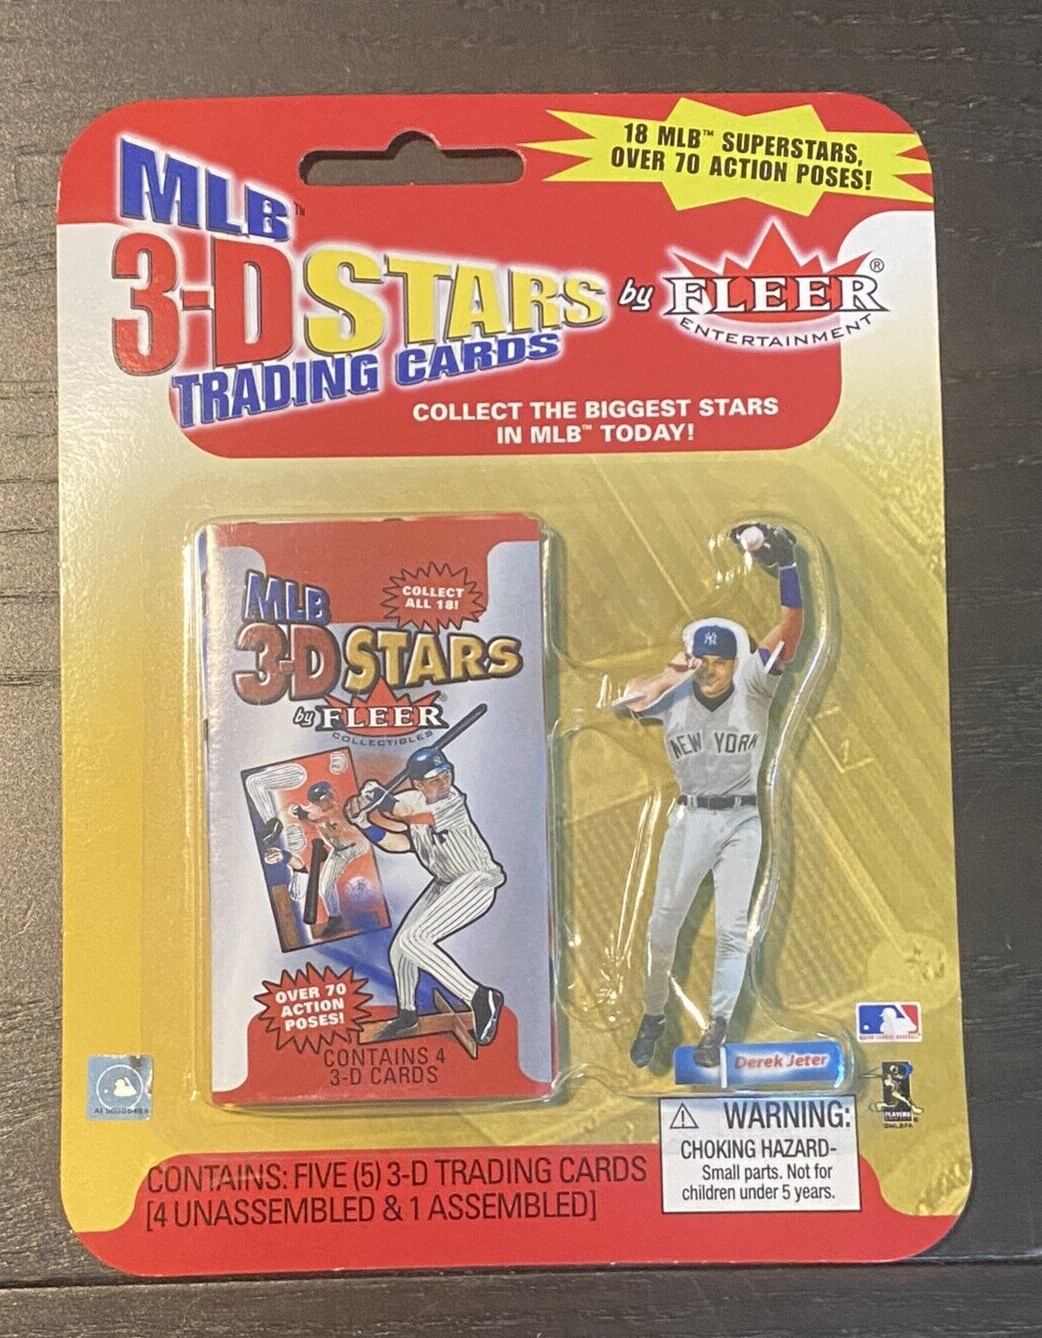 18 MLB™ SUPERSTARS,
OVER 70 ACTION POSES!
MLB™
3-D STARS
TRADING CARDS
by FLEER®
ENTERTAINMENT
COLLECT THE BIGGEST STARS
IN MLB™ TODAY!
MLB
COLLECT
ALL 18!
3-D STARS
by FLEER®
COLLECTIBLES
OVER 70
ACTION
POSES!
CONTAINS 4
3-D CARDS
NY
NEW YORK
Derek Jeter
PLAYERS
©MLBPA
WARNING:
CHOKING HAZARD-
Small parts. Not for
children under 5 years.
CONTAINS: FIVE (5) 3-D TRADING CARDS
[4 UNASSEMBLED & 1 ASSEMBLED]